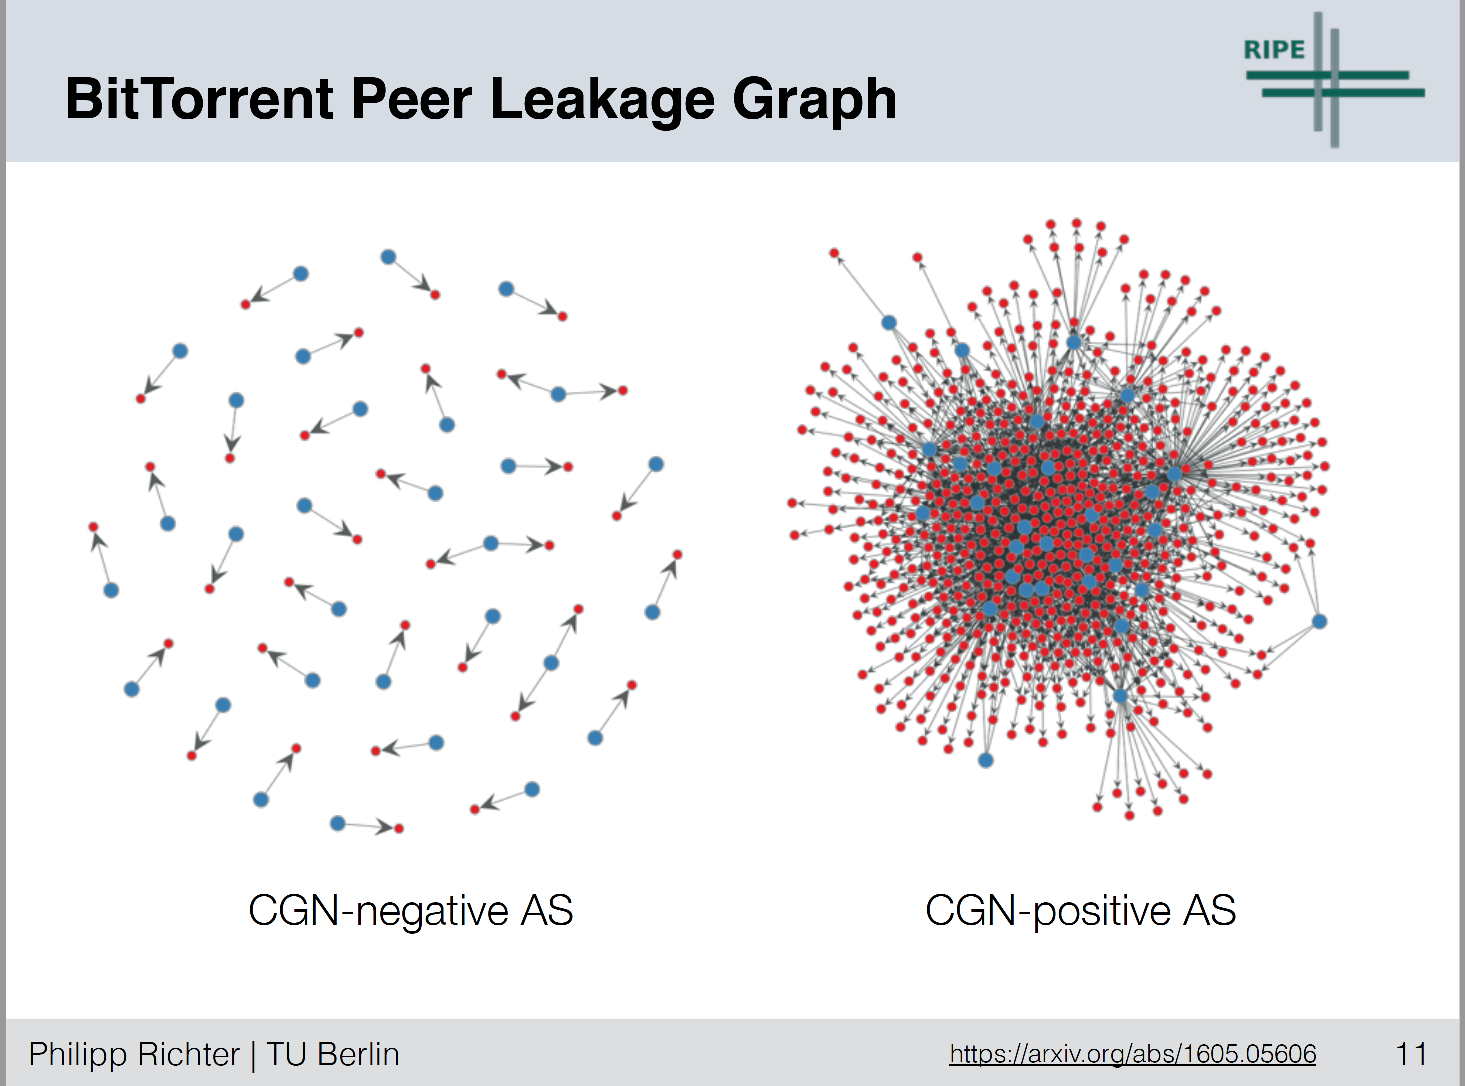 BitTorrent Peer Leakage Graph
RIPE
CGN-negative AS
CGN-positive AS
Philipp Richter | TU Berlin
https://arxiv.org/abs/1605.05606
11